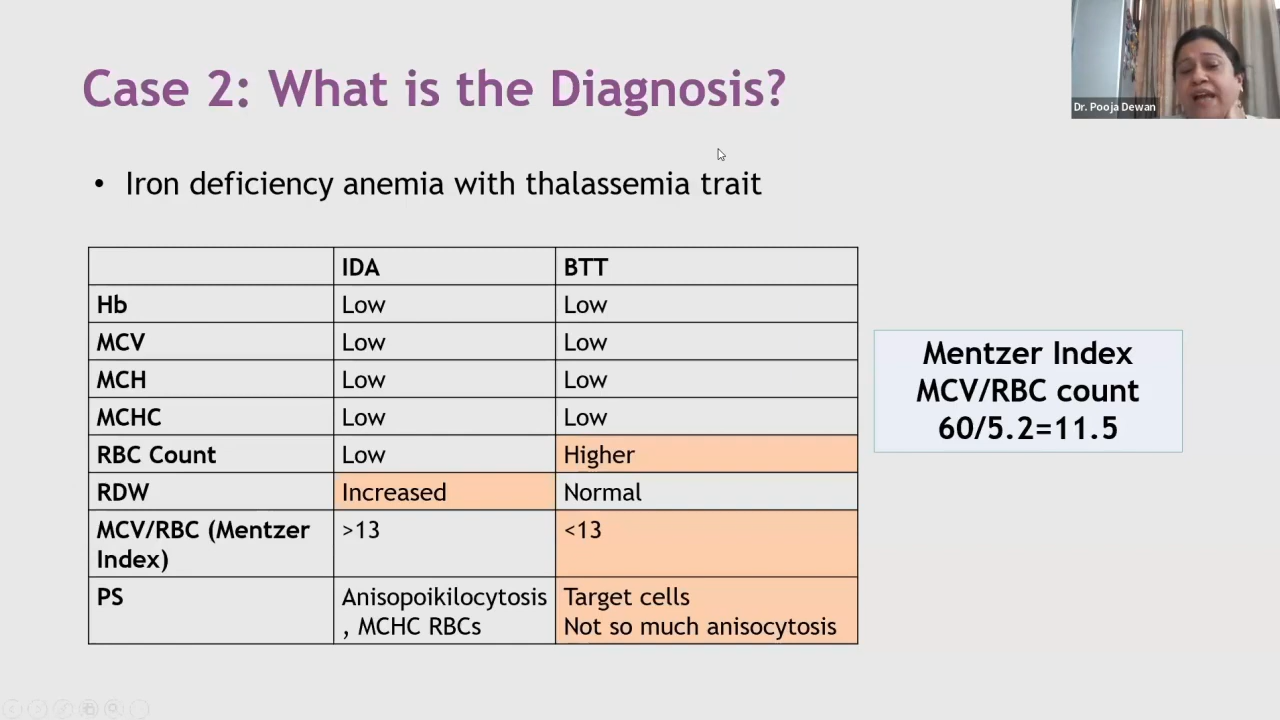 Case 2: What is the Diagnosis?
Dr. Pooja Dewan
• Iron deficiency anemia with thalassemia trait
IDA BTT
Hb Low Low
MCV Low Low
MCH Low Low
MCHC Low Low
RBC Count Low Higher
RDW Increased Normal
MCV/RBC (Mentzer >13 <13
Index)
PS Anisopoikilocytosis Target cells
, MCHC RBCs Not so much anisocytosis
Mentzer Index
MCV/RBC count
60/5.2=11.5